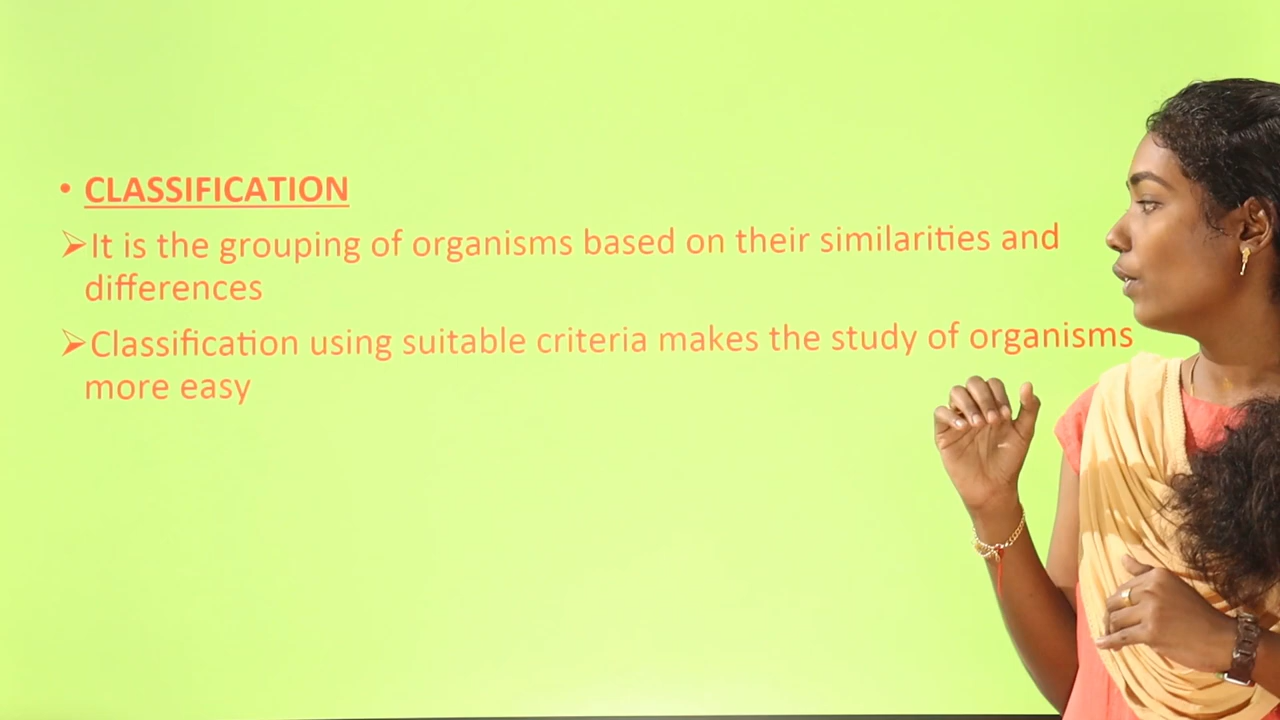 • CLASSIFICATION
➢It is the grouping of organisms based on their similarities and
differences
➢Classification using suitable criteria makes the study of organisms
more easy